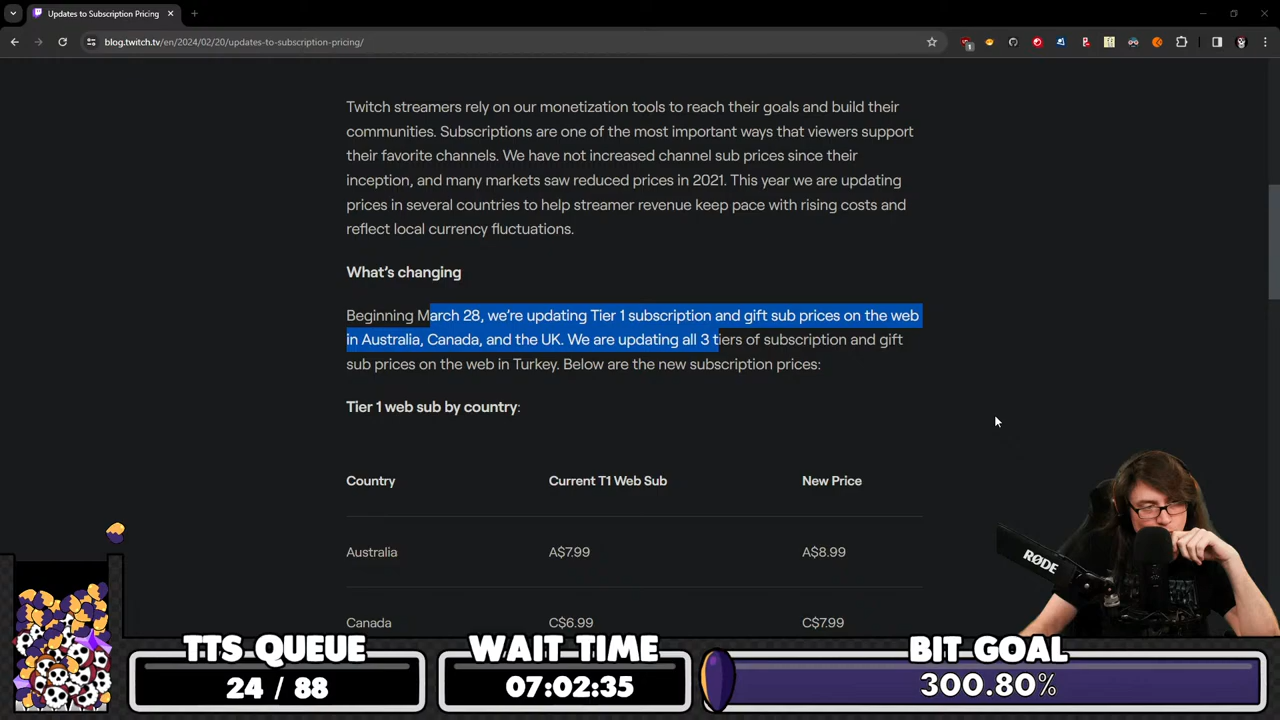 Updates to Subscription Pricing
blog.twitch.tv/en/2024/02/20/updates-to-subscription-pricing/
1
Twitch streamers rely on our monetization tools to reach their goals and build their
communities. Subscriptions are one of the most important ways that viewers support
their favorite channels. We have not increased channel sub prices since their
inception, and many markets saw reduced prices in 2021. This year we are updating
prices in several countries to help streamer revenue keep pace with rising costs and
reflect local currency fluctuations.
What's changing
Beginning March 28, we're updating Tier 1 subscription and gift sub prices on the web
in Australia, Canada, and the UK. We are updating all 3 tiers of subscription and gift
sub prices on the web in Turkey. Below are the new subscription prices:
Tier 1 web sub by country:
Country Current T1 Web Sub New Price
Australia A$7.99 A$8.99
Canada C$6.99 C$7.99
RØDE
TTS QUEUE WAIT TIME BIT GOAL
24 / 88 07:02:35 300.80%